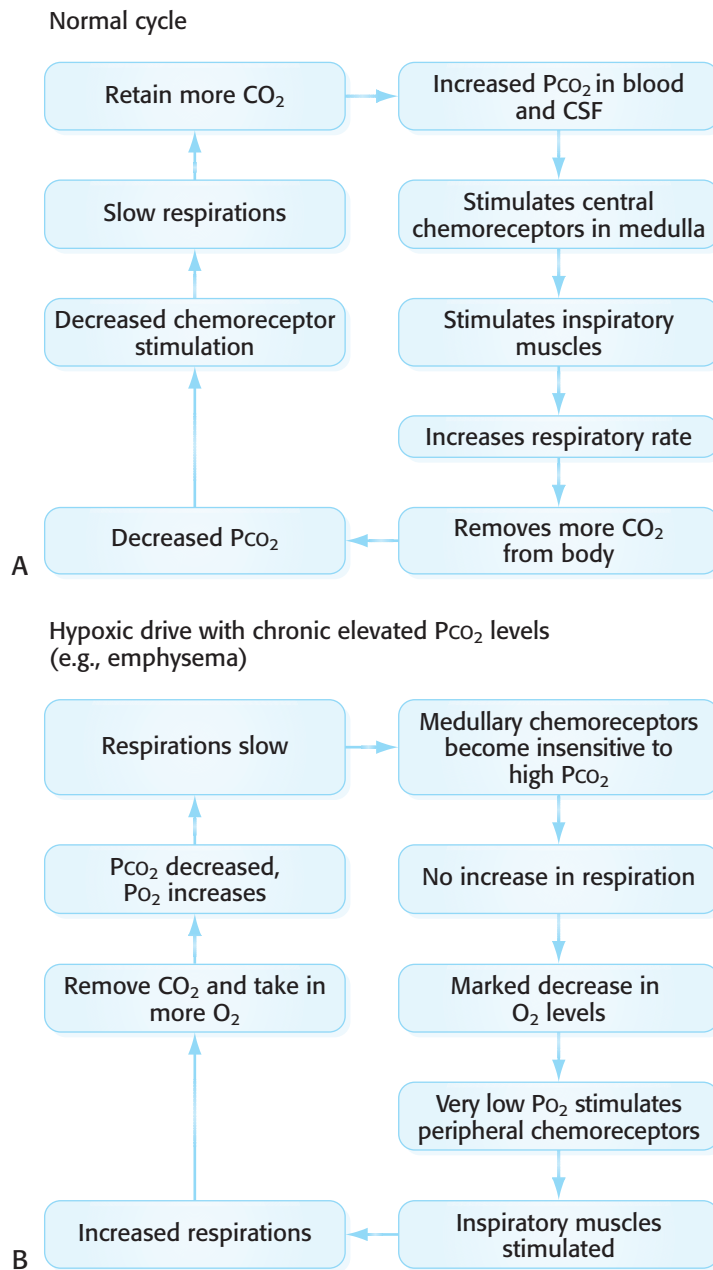 Normal cycle
Retain more CO₂
Increased PCO₂ in blood
and CSF
Slow respirations
Stimulates central
chemoreceptors in medulla
Decreased chemoreceptor
stimulation
Stimulates inspiratory
muscles
Increases respiratory rate
Decreased PCO₂
Removes more CO₂
from body
A
Hypoxic drive with chronic elevated PCO₂ levels
(e.g., emphysema)
Respirations slow
Medullary chemoreceptors
become insensitive to
high PCO₂
PCO₂ decreased,
PO₂ increases
No increase in respiration
Remove CO₂ and take in
more O₂
Marked decrease in
O₂ levels
Very low PO₂ stimulates
peripheral chemoreceptors
Increased respirations
Inspiratory muscles
stimulated
B